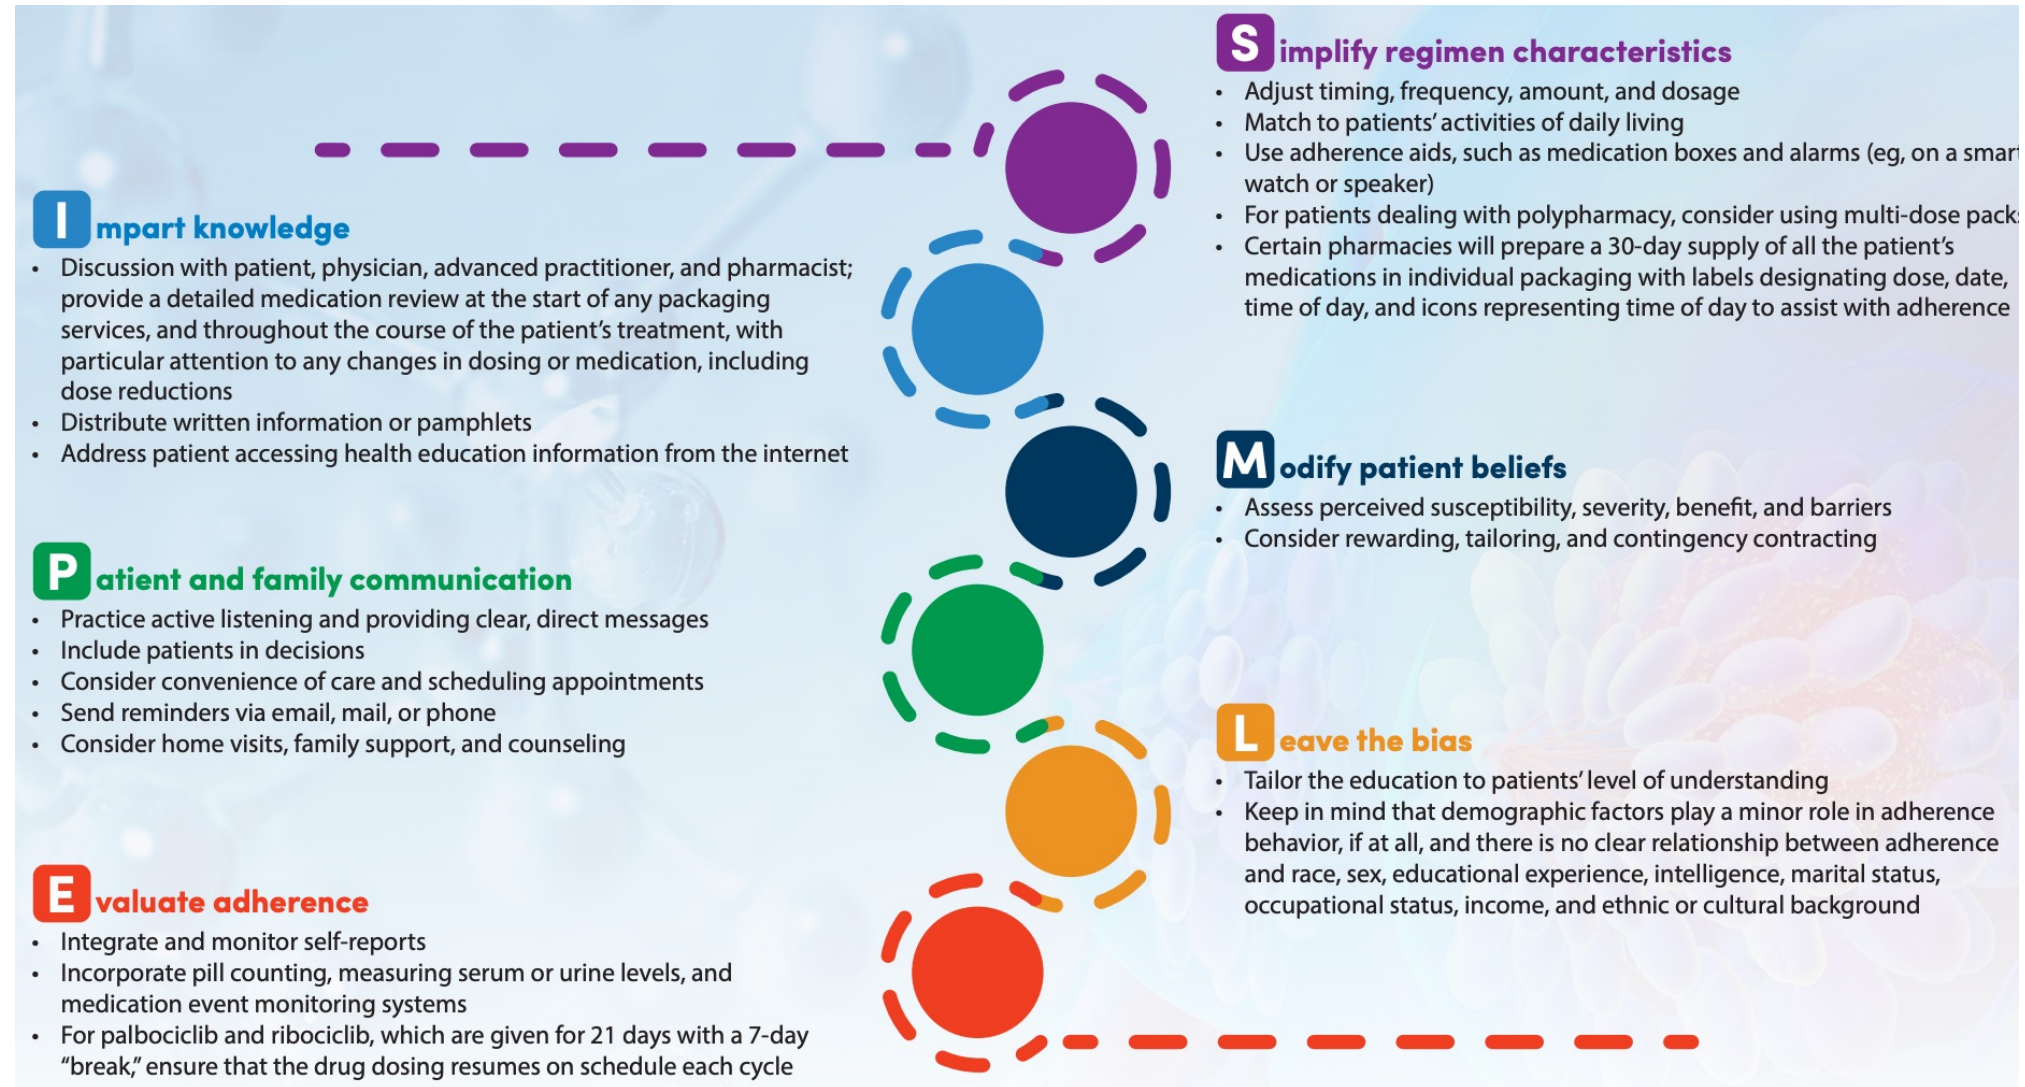 Simplify regimen characteristics
• Adjust timing, frequency, amount, and dosage
• Match to patients’ activities of daily living
• Use adherence aids, such as medication boxes and alarms (eg, on a smart
watch or speaker)
• For patients dealing with polypharmacy, consider using multi-dose packs
• Certain pharmacies will prepare a 30-day supply of all the patient’s
medications in individual packaging with labels designating dose, date,
time of day, and icons representing time of day to assist with adherence
Impart knowledge
• Discussion with patient, physician, advanced practitioner, and pharmacist;
provide a detailed medication review at the start of any packaging
services, and throughout the course of the patient’s treatment, with
particular attention to any changes in dosing or medication, including
dose reductions
• Distribute written information or pamphlets
• Address patient accessing health education information from the internet
Modify patient beliefs
• Assess perceived susceptibility, severity, benefit, and barriers
• Consider rewarding, tailoring, and contingency contracting
Patient and family communication
• Practice active listening and providing clear, direct messages
• Include patients in decisions
• Consider convenience of care and scheduling appointments
• Send reminders via email, mail, or phone
• Consider home visits, family support, and counseling
Leave the bias
• Tailor the education to patients’ level of understanding
• Keep in mind that demographic factors play a minor role in adherence
behavior, if at all, and there is no clear relationship between adherence
and race, sex, educational experience, intelligence, marital status,
occupational status, income, and ethnic or cultural background
Evaluate adherence
• Integrate and monitor self-reports
• Incorporate pill counting, measuring serum or urine levels, and
medication event monitoring systems
• For palbociclib and ribociclib, which are given for 21 days with a 7-day
“break,” ensure that the drug dosing resumes on schedule each cycle